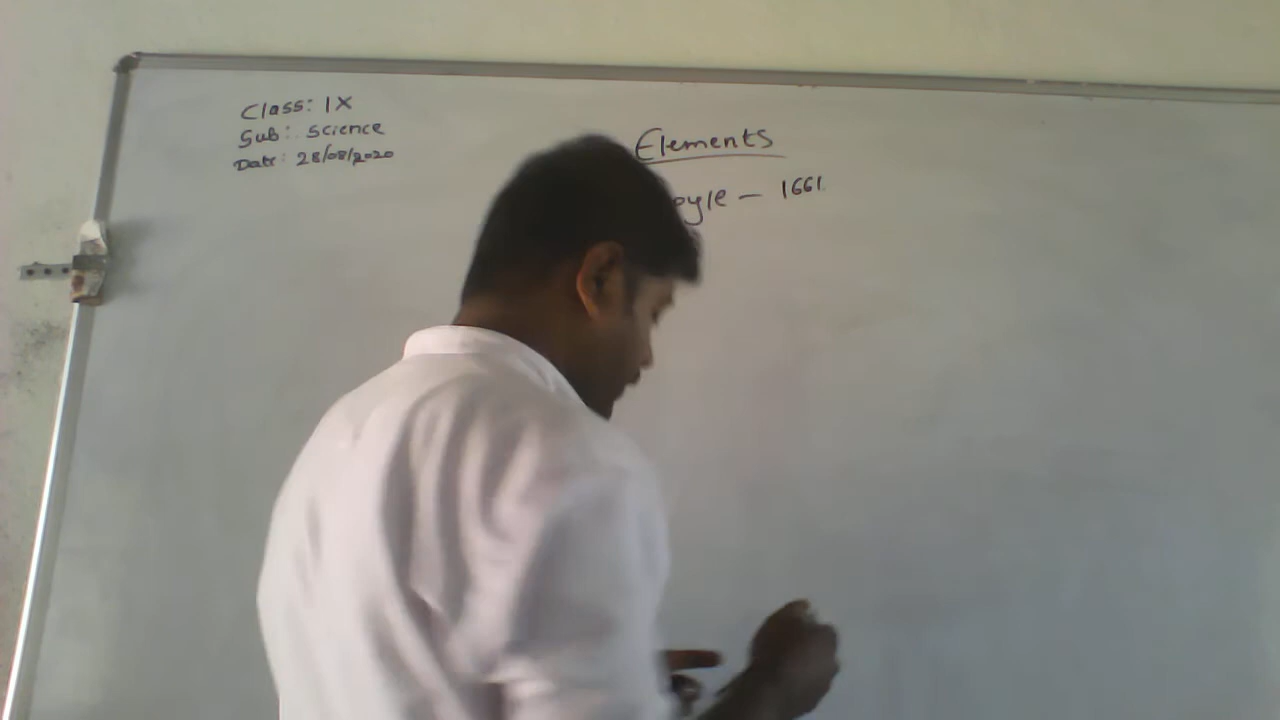 Class: IX
Sub: Science
Date: 28/08/2020
Elements
oyle - 1661